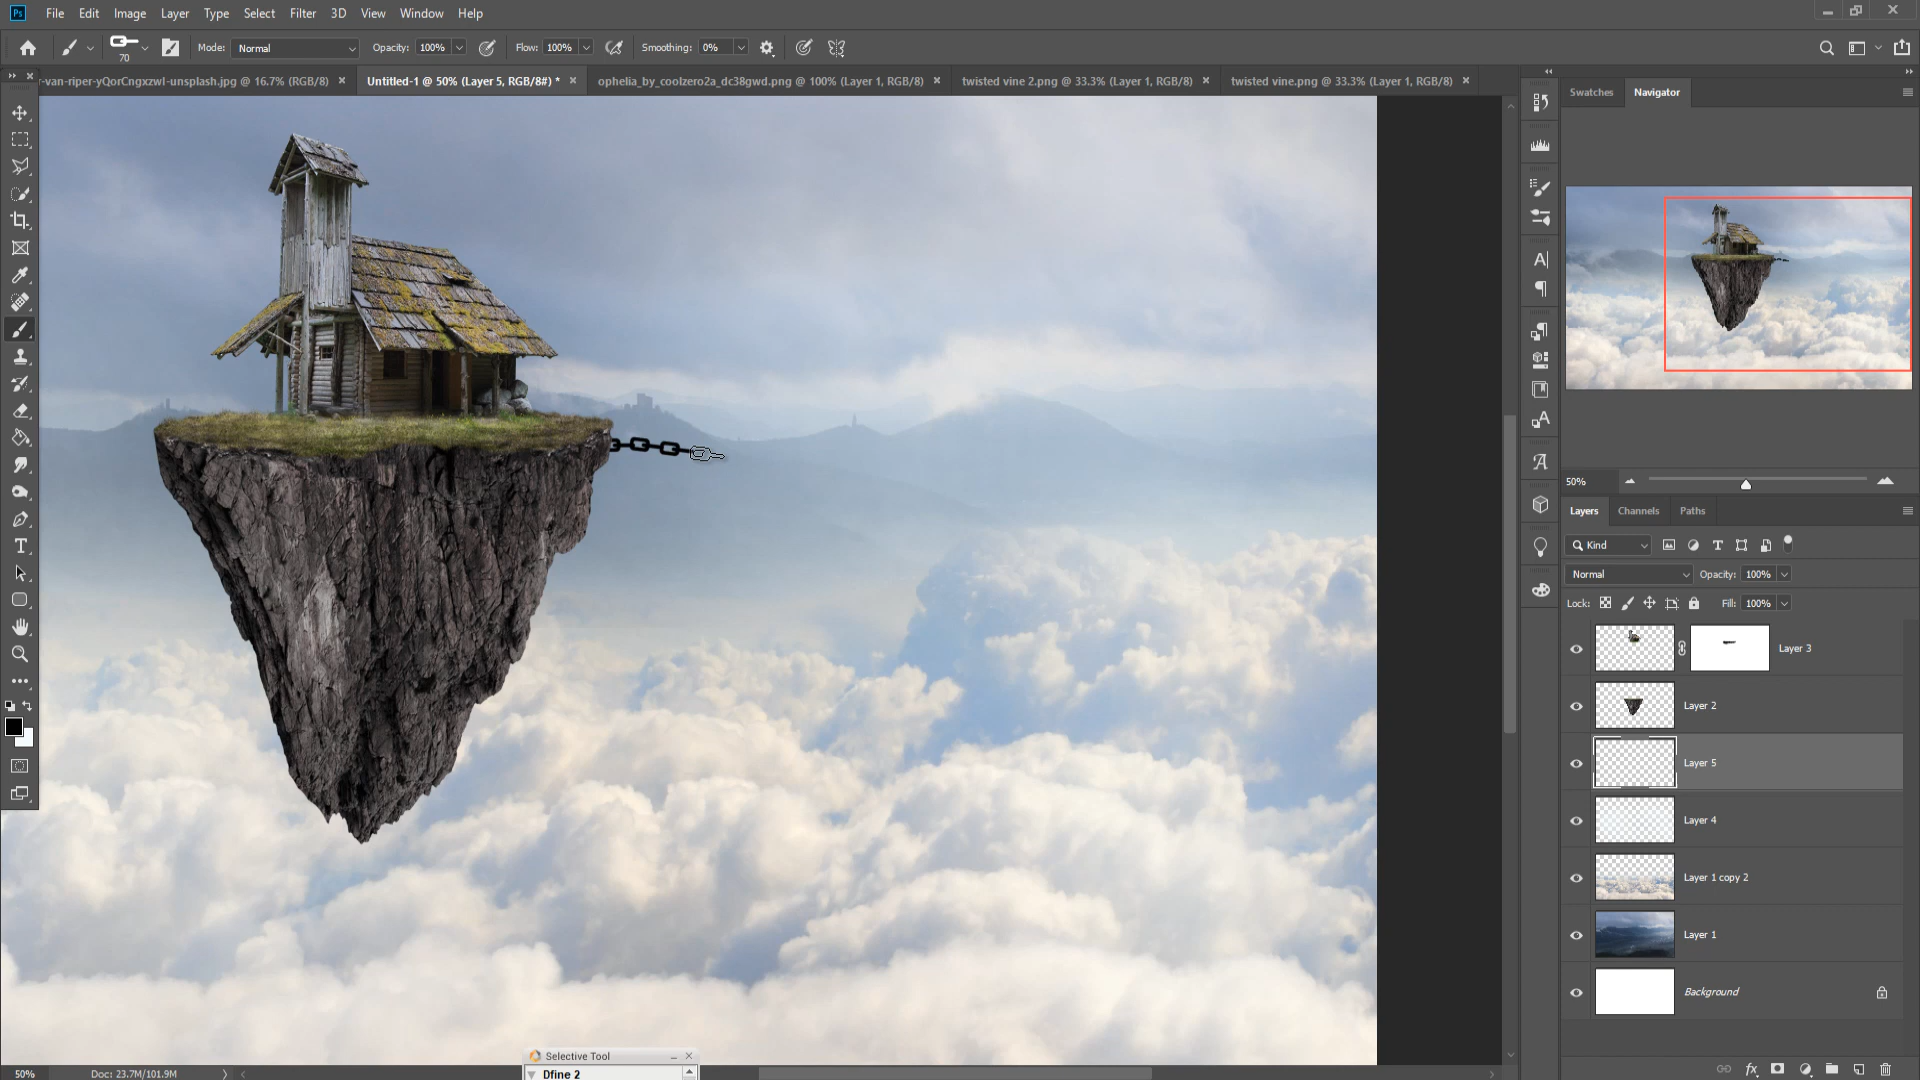 Ps File Edit Image Layer Type Select Filter 3D View Window Help
70 Mode: Normal Opacity: 100% Flow: 100% Smoothing: 0%
r-van-riper-yQorCngxzwI-unsplash.jpg @ 16.7% (RGB/8) Untitled-1 @ 50% (Layer 5, RGB/8#) * ophelia_by_coolzero2a_dc38gwd.png @ 100% (Layer 1, RGB/8) twisted vine 2.png @ 33.3% (Layer 1, RGB/8) twisted vine.png @ 33.3% (Layer 1, RGB/8)
Swatches Navigator
50%
Layers Channels Paths
Kind
Normal Opacity: 100%
Lock: Fill: 100%
Layer 3
Layer 2
Layer 5
Layer 4
Layer 1 copy 2
Layer 1
Background
Selective Tool
Dfine 2
50% Doc: 23.7M/101.9M